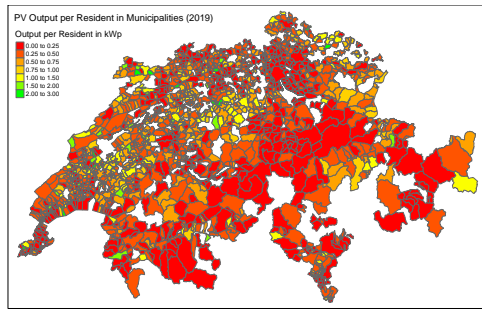 PV Output per Resident in Municipalities (2019)
Output per Resident in kWp
0.00 to 0.25
0.25 to 0.50
0.50 to 0.75
0.75 to 1.00
1.00 to 1.50
1.50 to 2.00
2.00 to 3.00